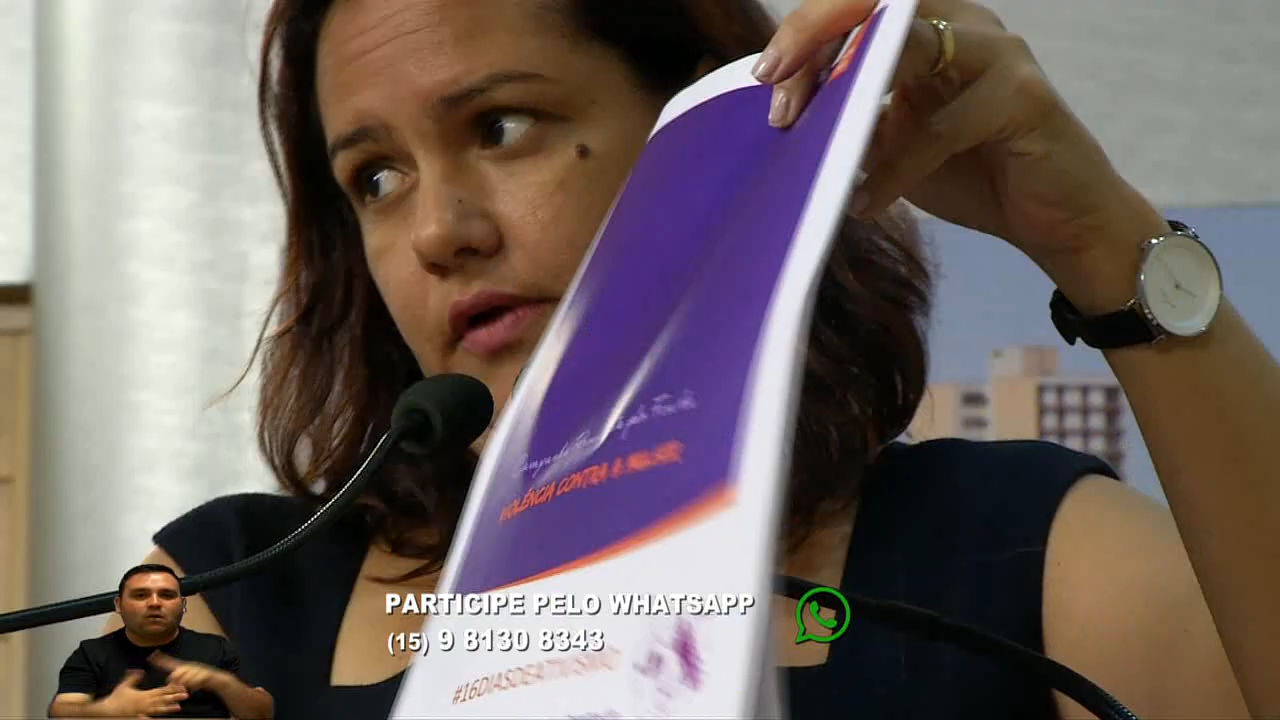 VIOLÊNCIA CONTRA A MULHER
PARTICIPE PELO WHATSAPP
(15) 9 8130 8343
#16DIASDEATIVISMO